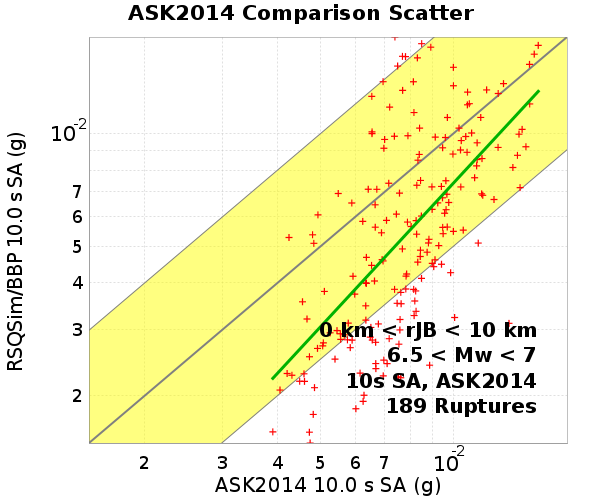 ASK2014 Comparison Scatter
RSQSim/BBP 10.0 s SA (g)
10-2
7
6
5
4
3
2
0 km < rJB < 10 km
6.5 < Mw < 7
10s SA, ASK2014
189 Ruptures
2 3 4 5 6 7 10-2
ASK2014 10.0 s SA (g)